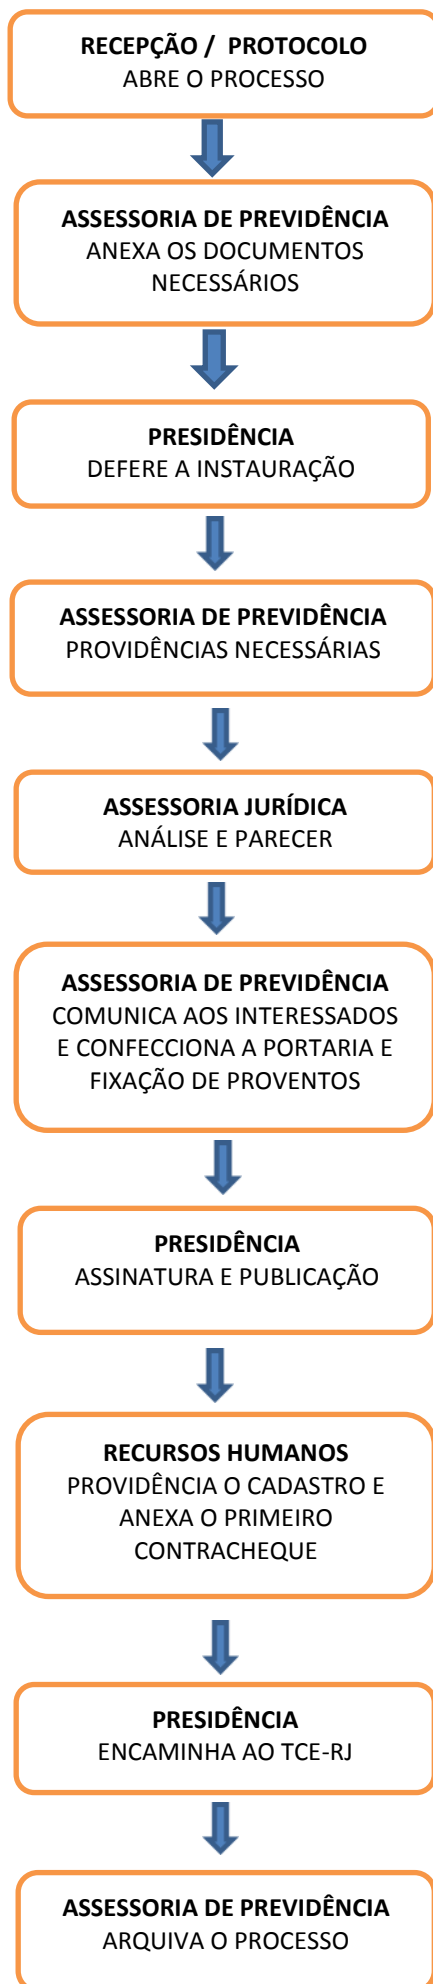 RECEPÇÃO / PROTOCOLO
ABRE O PROCESSO
ASSESSORIA DE PREVIDÊNCIA
ANEXA OS DOCUMENTOS
NECESSÁRIOS
PRESIDÊNCIA
DEFERE A INSTAURAÇÃO
ASSESSORIA DE PREVIDÊNCIA
PROVIDÊNCIAS NECESSÁRIAS
ASSESSORIA JURÍDICA
ANÁLISE E PARECER
ASSESSORIA DE PREVIDÊNCIA
COMUNICA AOS INTERESSADOS
E CONFECCIONA A PORTARIA E
FIXAÇÃO DE PROVENTOS
PRESIDÊNCIA
ASSINATURA E PUBLICAÇÃO
RECURSOS HUMANOS
PROVIDÊNCIA O CADASTRO E
ANEXA O PRIMEIRO
CONTRACHEQUE
PRESIDÊNCIA
ENCAMINHA AO TCE-RJ
ASSESSORIA DE PREVIDÊNCIA
ARQUIVA O PROCESSO